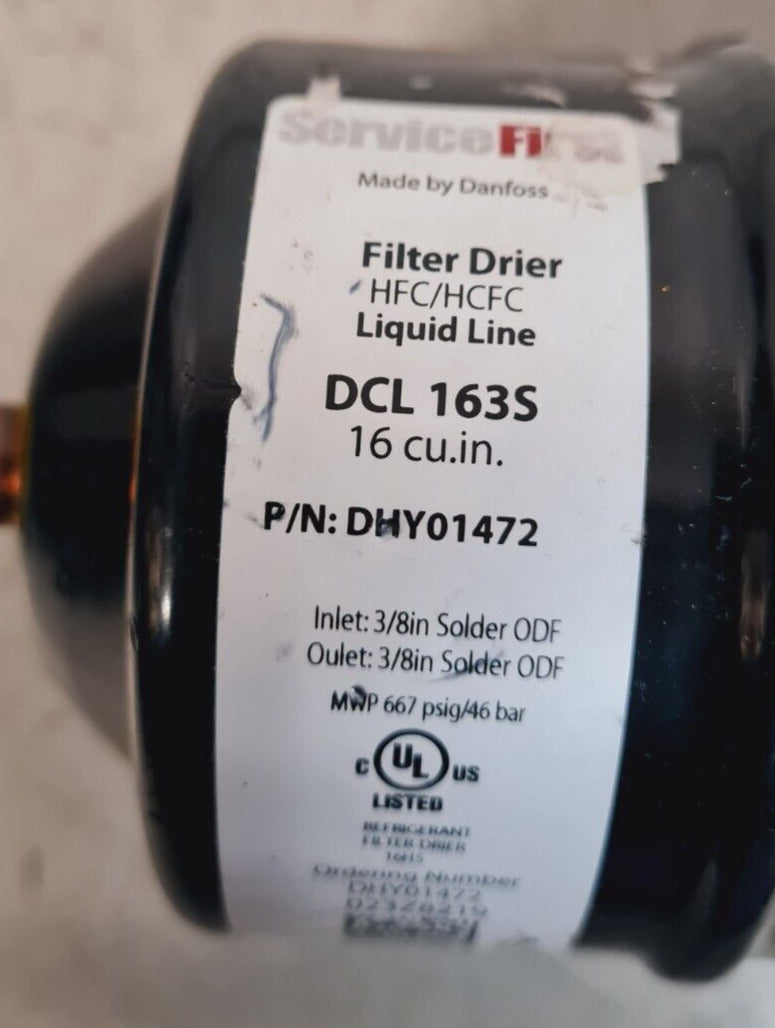 ServiceFirst
Made by Danfoss
Filter Drier
HFC/HCFC
Liquid Line
DCL 163S
16 cu.in.
P/N: DHY01472
Inlet: 3/8in Solder ODF
Oulet: 3/8in Solder ODF
MWP 667 psig/46 bar
C UL US
LISTED
REFRIGERANT
FILTER DRIER
16H5
Ordering Number
DHY01472
023Z8219